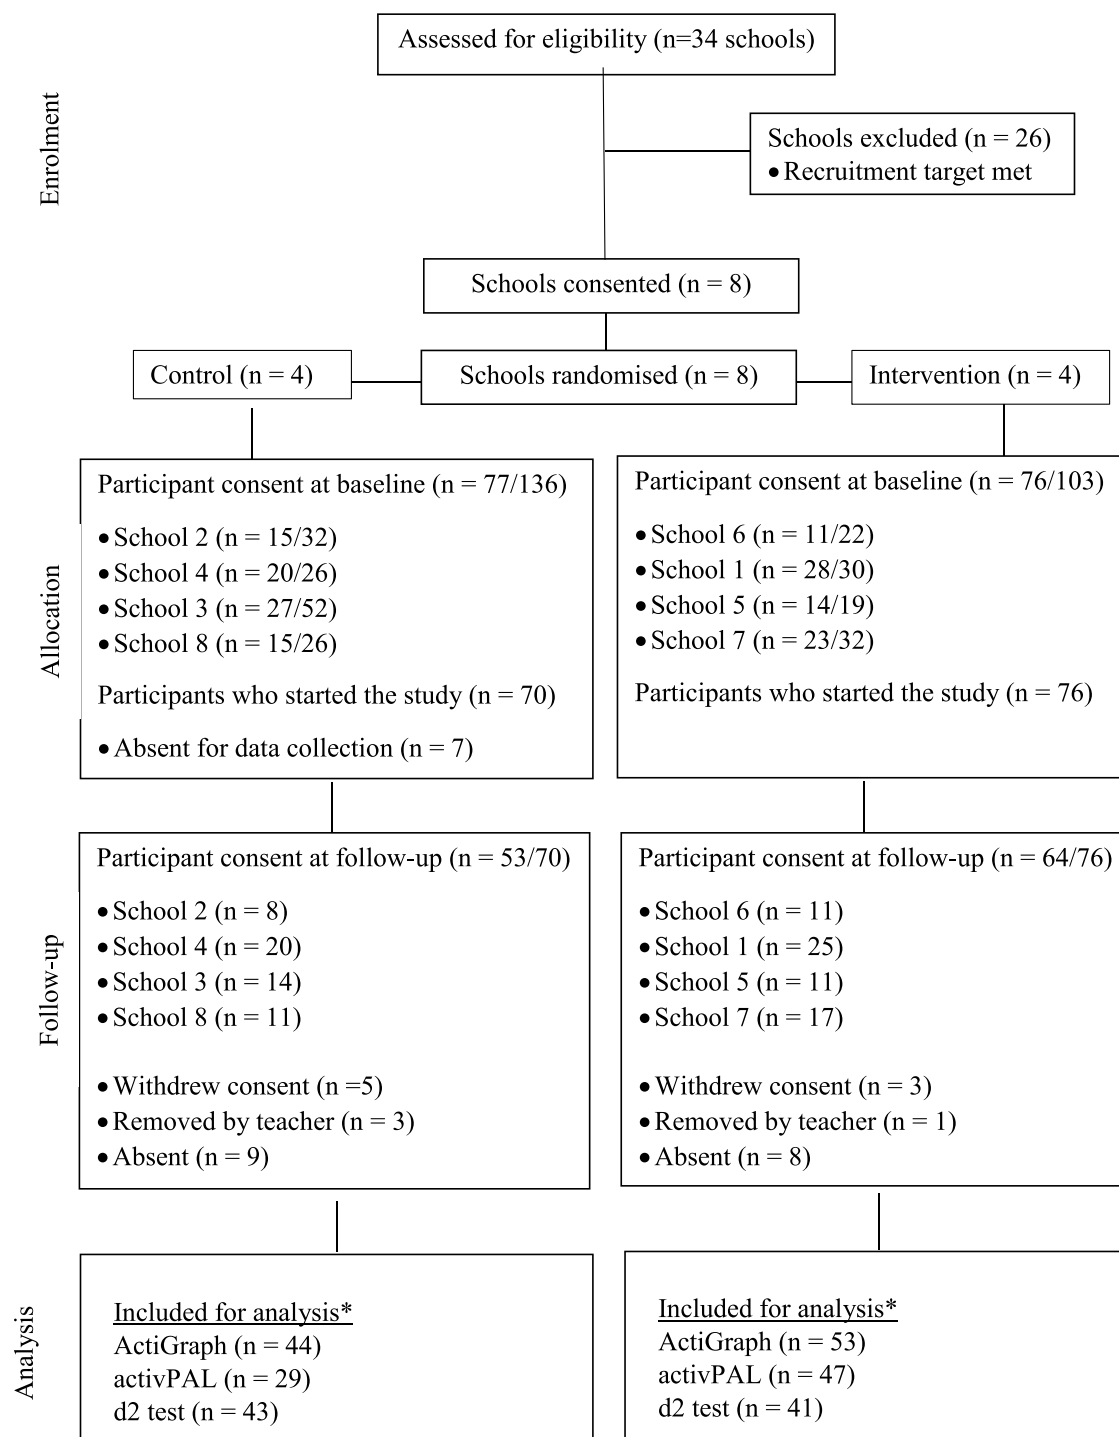 Assessed for eligibility (n=34 schools)
Enrolment
Schools excluded (n = 26)
• Recruitment target met
Schools consented (n = 8)
Control (n = 4)
Schools randomised (n = 8)
Intervention (n = 4)
Allocation
Participant consent at baseline (n = 77/136)
• School 2 (n = 15/32)
• School 4 (n = 20/26)
• School 3 (n = 27/52)
• School 8 (n = 15/26)
Participants who started the study (n = 70)
• Absent for data collection (n = 7)
Participant consent at baseline (n = 76/103)
• School 6 (n = 11/22)
• School 1 (n = 28/30)
• School 5 (n = 14/19)
• School 7 (n = 23/32)
Participants who started the study (n = 76)
Follow-up
Participant consent at follow-up (n = 53/70)
• School 2 (n = 8)
• School 4 (n = 20)
• School 3 (n = 14)
• School 8 (n = 11)
• Withdrew consent (n =5)
• Removed by teacher (n = 3)
• Absent (n = 9)
Participant consent at follow-up (n = 64/76)
• School 6 (n = 11)
• School 1 (n = 25)
• School 5 (n = 11)
• School 7 (n = 17)
• Withdrew consent (n = 3)
• Removed by teacher (n = 1)
• Absent (n = 8)
Analysis
Included for analysis*
ActiGraph (n = 44)
activPAL (n = 29)
d2 test (n = 43)
Included for analysis*
ActiGraph (n = 53)
activPAL (n = 47)
d2 test (n = 41)